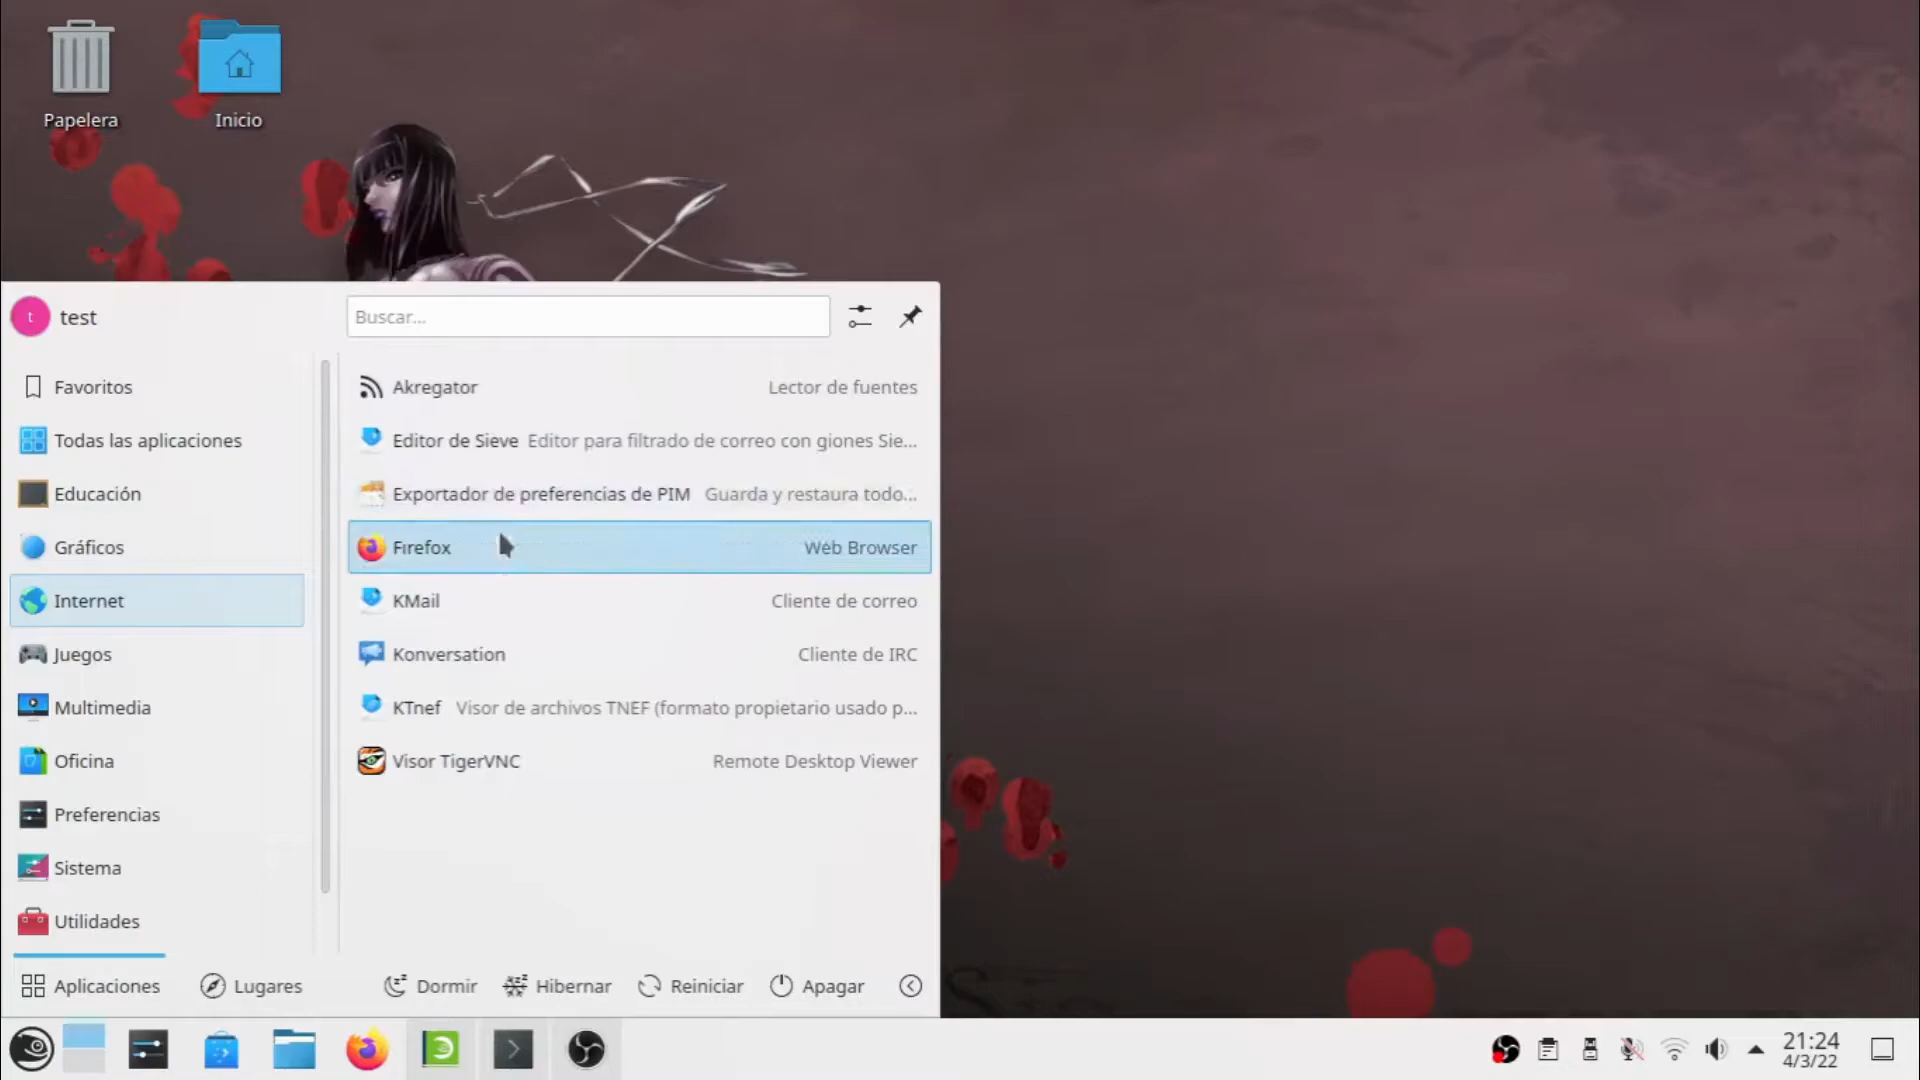 Papelera
Inicio
t test
Buscar...
Favoritos
Todas las aplicaciones
Educación
Gráficos
Internet
Juegos
Multimedia
Oficina
Preferencias
Sistema
Utilidades
Akregator Lector de fuentes
Editor de Sieve Editor para filtrado de correo con giones Sie...
Exportador de preferencias de PIM Guarda y restaura todo...
Firefox Web Browser
KMail Cliente de correo
Konversation Cliente de IRC
KTnef Visor de archivos TNEF (formato propietario usado p...
Visor TigerVNC Remote Desktop Viewer
Aplicaciones Lugares Dormir Hibernar Reiniciar Apagar
21:24
4/3/22